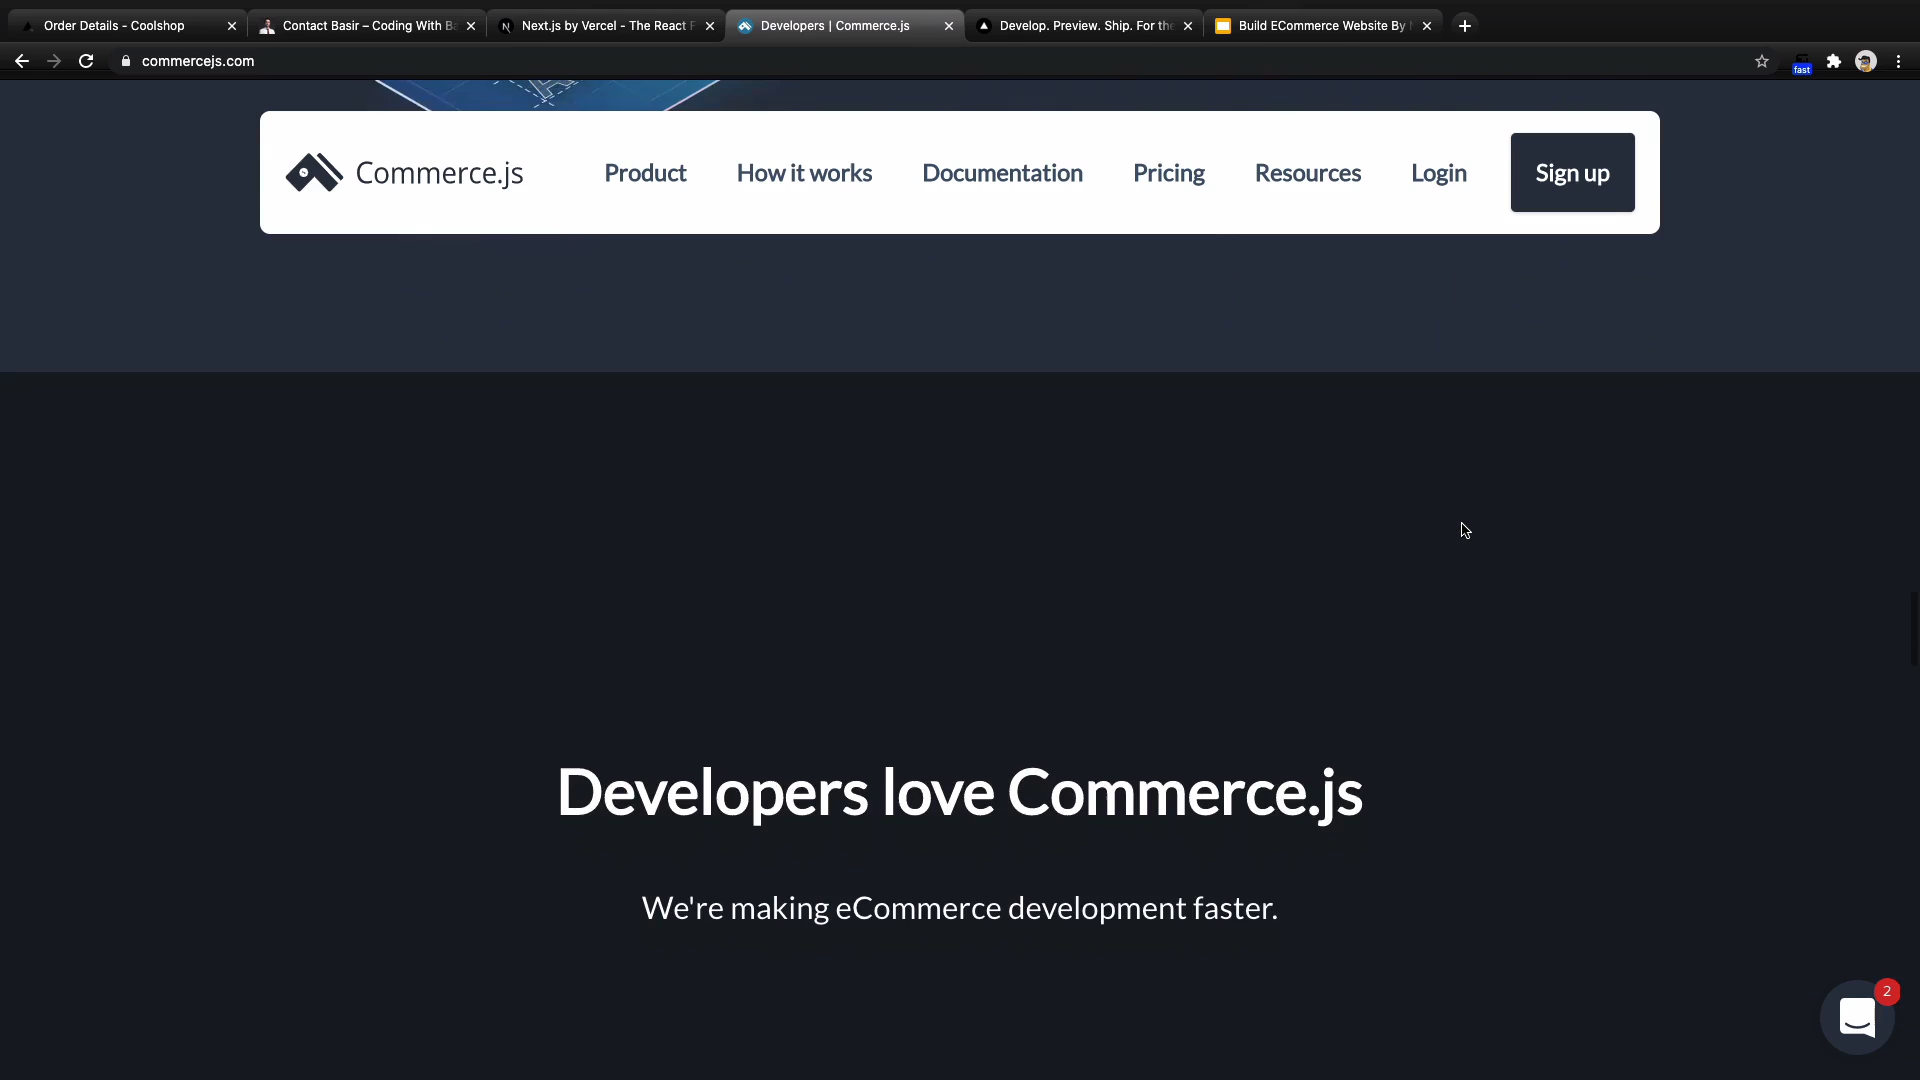 Order Details - Coolshop
Contact Basir – Coding With Ba
Next.js by Vercel - The React F
Developers | Commerce.js
Develop. Preview. Ship. For the
Build ECommerce Website By
commercejs.com
fast
Commerce.js
Product
How it works
Documentation
Pricing
Resources
Login
Sign up
Developers love Commerce.js
We're making eCommerce development faster.
2